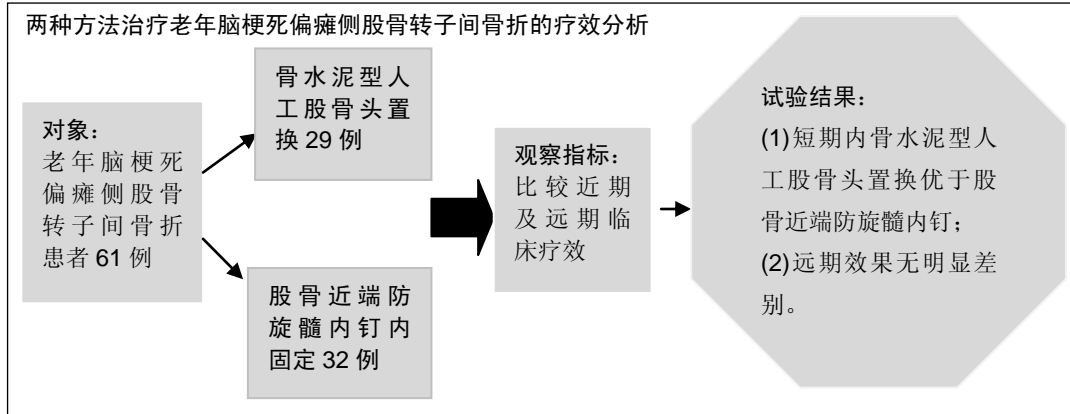 两种方法治疗老年脑梗死偏瘫侧股骨转子间骨折的疗效分析
对象：
老年脑梗死
偏瘫侧股骨
转子间骨折
患者 61 例
骨水泥型人
工股骨头置
换 29 例
股骨近端防
旋髓内钉内
固定 32 例
观察指标：
比较近期
及远期临
床疗效
试验结果：
(1)短期内骨水泥型人
工股骨头置换优于股
骨近端防旋髓内钉；
(2)远期效果无明显差
别。